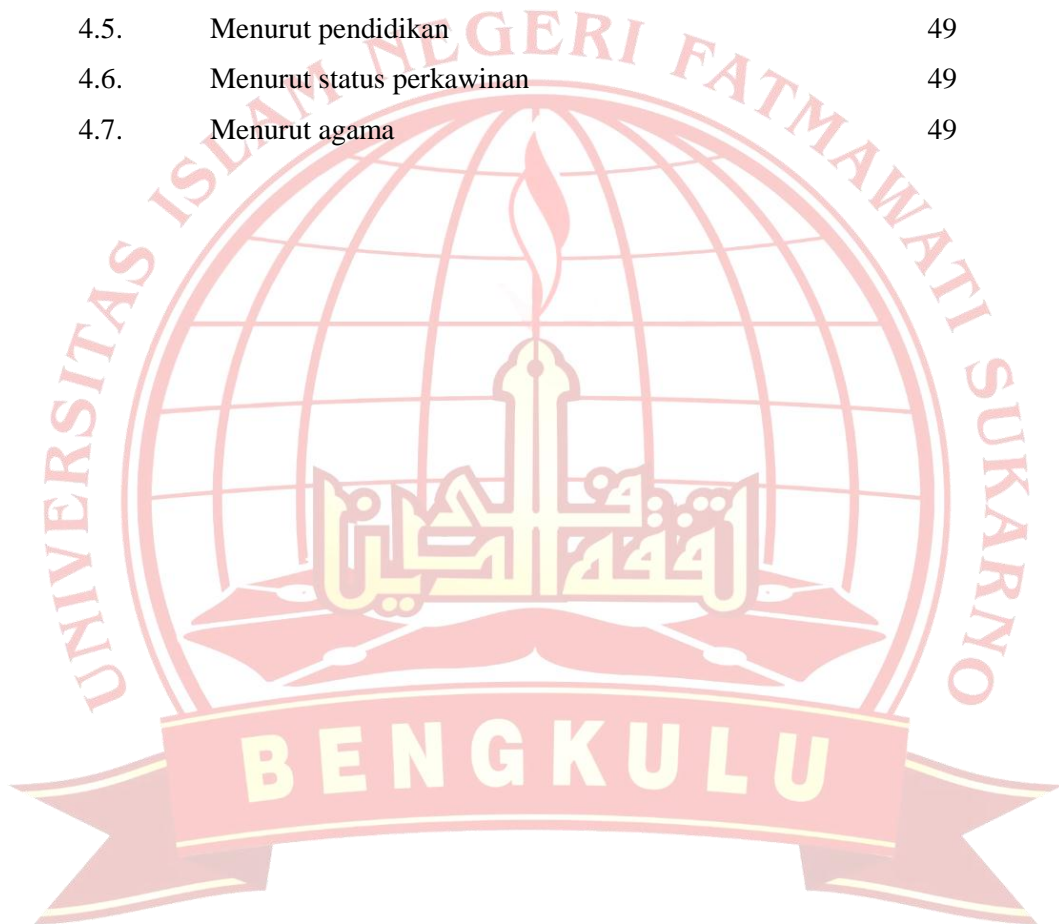 4.5. Menurut pendidikan 49
4.6. Menurut status perkawinan 49
4.7. Menurut agama 49
UNIVERSITAS ISLAM NEGERI FATMAWATI SUKARNO
BENGKULU